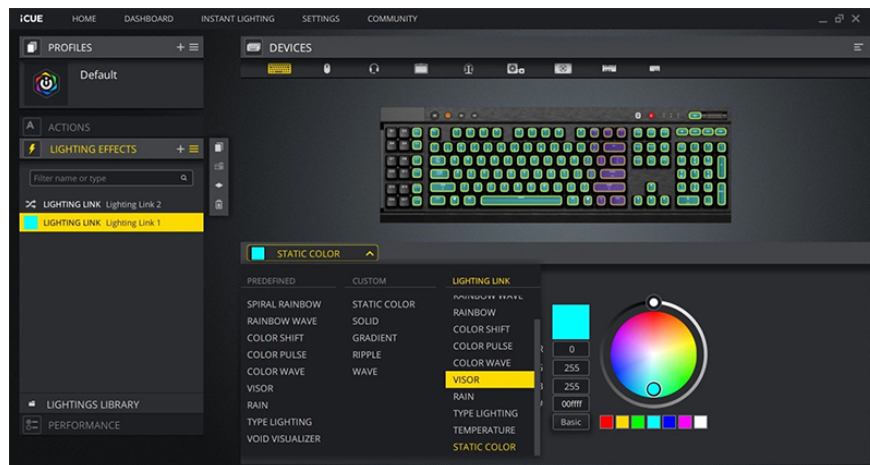 iCUE HOME DASHBOARD INSTANT LIGHTING SETTINGS COMMUNITY
PROFILES
DEVICES
Default
A ACTIONS
LIGHTING EFFECTS
Filter name or type
LIGHTING LINK Lighting Link 2
LIGHTING LINK Lighting Link 1
LIGHTINGS LIBRARY
PERFORMANCE
STATIC COLOR
PREDEFINED
SPIRAL RAINBOW
RAINBOW WAVE
COLOR SHIFT
COLOR PULSE
COLOR WAVE
VISOR
RAIN
TYPE LIGHTING
VOID VISUALIZER
CUSTOM
STATIC COLOR
SOLID
GRADIENT
RIPPLE
WAVE
LIGHTING LINK
RAINBOW WAVE
RAINBOW
COLOR SHIFT
COLOR PULSE
COLOR WAVE
VISOR
RAIN
TYPE LIGHTING
TEMPERATURE
STATIC COLOR
0
255
255
00ffff
Basic